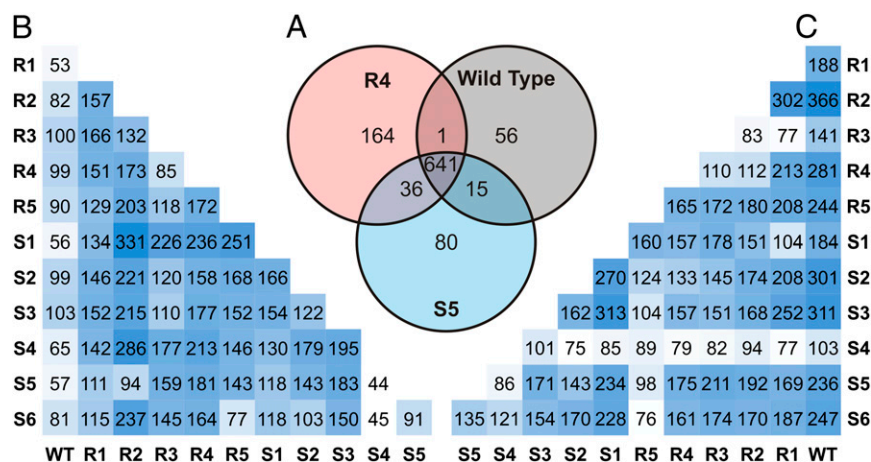 B A C
R1 53 R4 Wild Type 188 R1
R2 82 157 302 366 R2
R3 100 166 132 164 1 56 83 77 141 R3
R4 99 151 173 85 641 110 112 213 281 R4
R5 90 129 203 118 172 36 15 165 172 180 208 244 R5
S1 56 134 331 226 236 251 80 160 157 178 151 104 184 S1
S2 99 146 221 120 158 168 166 270 124 133 145 174 208 301 S2
S3 103 152 215 110 177 152 154 122 S5 162 313 104 157 151 168 252 311 S3
S4 65 142 286 177 213 146 130 179 195 101 75 85 89 79 82 94 77 103 S4
S5 57 111 94 159 181 143 118 143 183 44 86 171 143 234 98 175 211 192 169 236 S5
S6 81 115 237 145 164 77 118 103 150 45 91 135 121 154 170 228 76 161 174 170 187 247 S6
WT R1 R2 R3 R4 R5 S1 S2 S3 S4 S5 S5 S4 S3 S2 S1 R5 R4 R3 R2 R1 WT